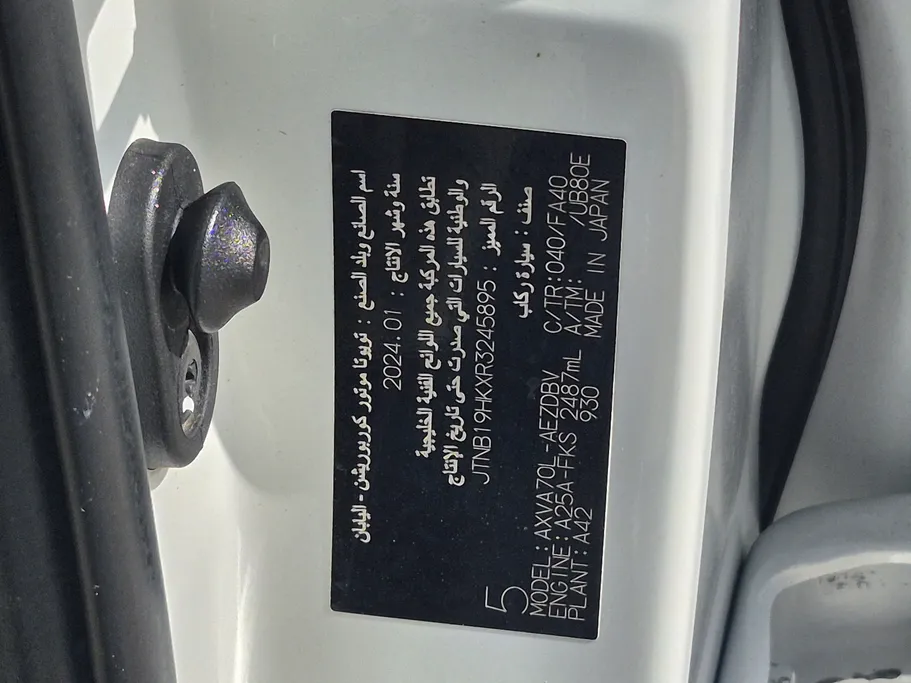 اسم الصانع وبلد الصنع : تويوتا موتور كوربوريشن - اليابان
سنة وشهر الانتاج : 2024.01
تطابق هذه المركبة جميع اللوائح الفنية الخليجية
والوطنية للسيارات التي صدرت حتى تاريخ الإنتاج
الرقم المميز : JTNB19HKXR3245895
صنف : سيارة ركاب
5
MODEL:AXVA70L-AEZDBV C/TR:040/FA40
ENGINE:A25A-FKS 2487mL A/TM: /UB80E
PLANT:A42 930 MADE IN JAPAN